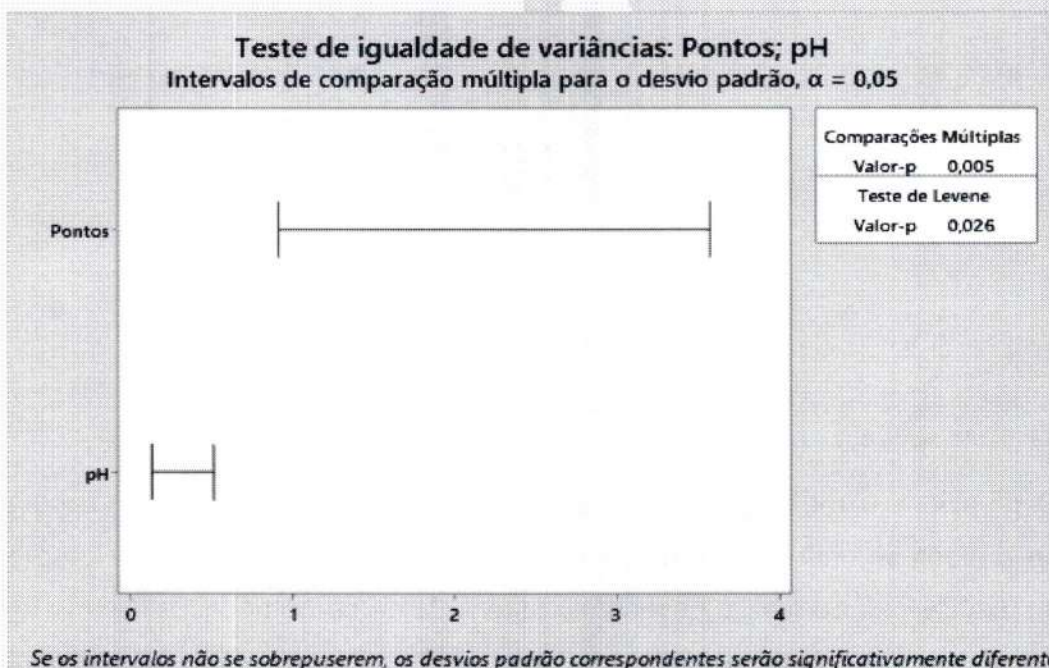 Teste de igualdade de variâncias: Pontos; pH
Intervalos de comparação múltipla para o desvio padrão, α = 0,05
Comparações Múltiplas
Valor-p 0,005
Teste de Levene
Valor-p 0,026
Pontos
pH
0 1 2 3 4
Se os intervalos não se sobrepuserem, os desvios padrão correspondentes serão significativamente